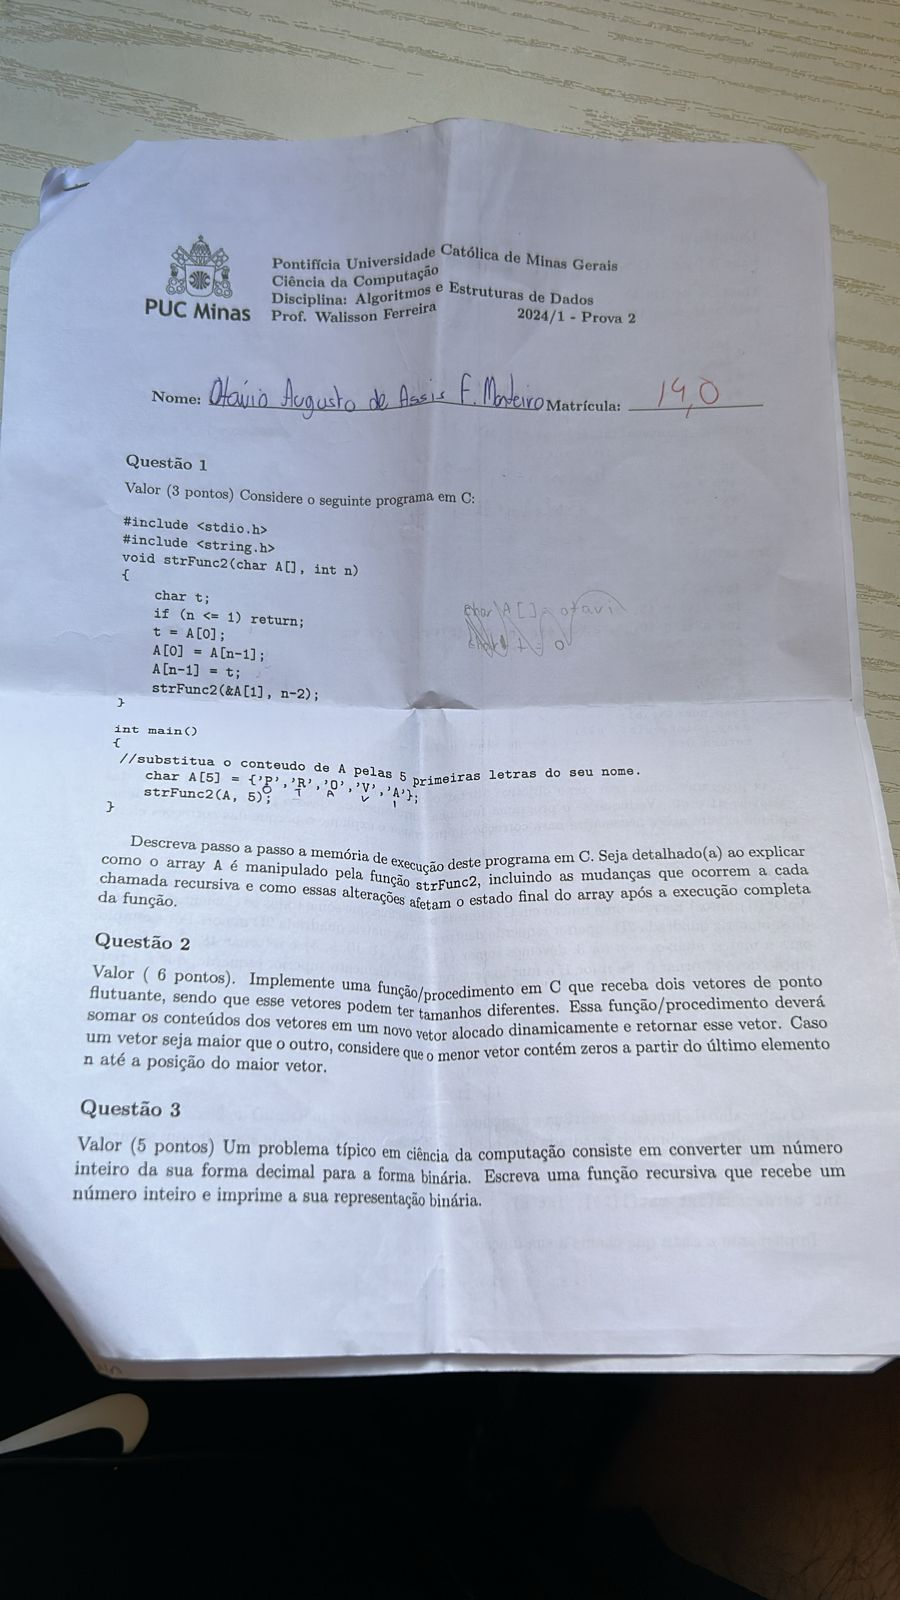 PUC Minas
Pontifícia Universidade Católica de Minas Gerais
Ciência da Computação
Disciplina: Algoritmos e Estruturas de Dados
Prof. Walisson Ferreira 2024/1 - Prova 2
Nome: Otávio Augusto de Assis F. Monteiro Matrícula: 14,0
Questão 1
Valor (3 pontos) Considere o seguinte programa em C:
#include <stdio.h>
#include <string.h>
void strFunc2(char A[], int n)
{
char t;
if (n <= 1) return;
t = A[0];
A[0] = A[n-1];
A[n-1] = t;
strFunc2(&A[1], n-2);
}
char A[] = otavi
char t = o
int main()
{
//substitua o conteudo de A pelas 5 primeiras letras do seu nome.
char A[5] = {'P','R','O','V','A'};
O T A V I
strFunc2(A, 5);
}
Descreva passo a passo a memória de execução deste programa em C. Seja detalhado(a) ao explicar
como o array A é manipulado pela função strFunc2, incluindo as mudanças que ocorrem a cada
chamada recursiva e como essas alterações afetam o estado final do array após a execução completa
da função.
Questão 2
Valor ( 6 pontos). Implemente uma função/procedimento em C que receba dois vetores de ponto
flutuante, sendo que esse vetores podem ter tamanhos diferentes. Essa função/procedimento deverá
somar os conteúdos dos vetores em um novo vetor alocado dinamicamente e retornar esse vetor. Caso
um vetor seja maior que o outro, considere que o menor vetor contém zeros a partir do último elemento
n até a posição do maior vetor.
Questão 3
Valor (5 pontos) Um problema típico em ciência da computação consiste em converter um número
inteiro da sua forma decimal para a forma binária. Escreva uma função recursiva que recebe um
número inteiro e imprime a sua representação binária.